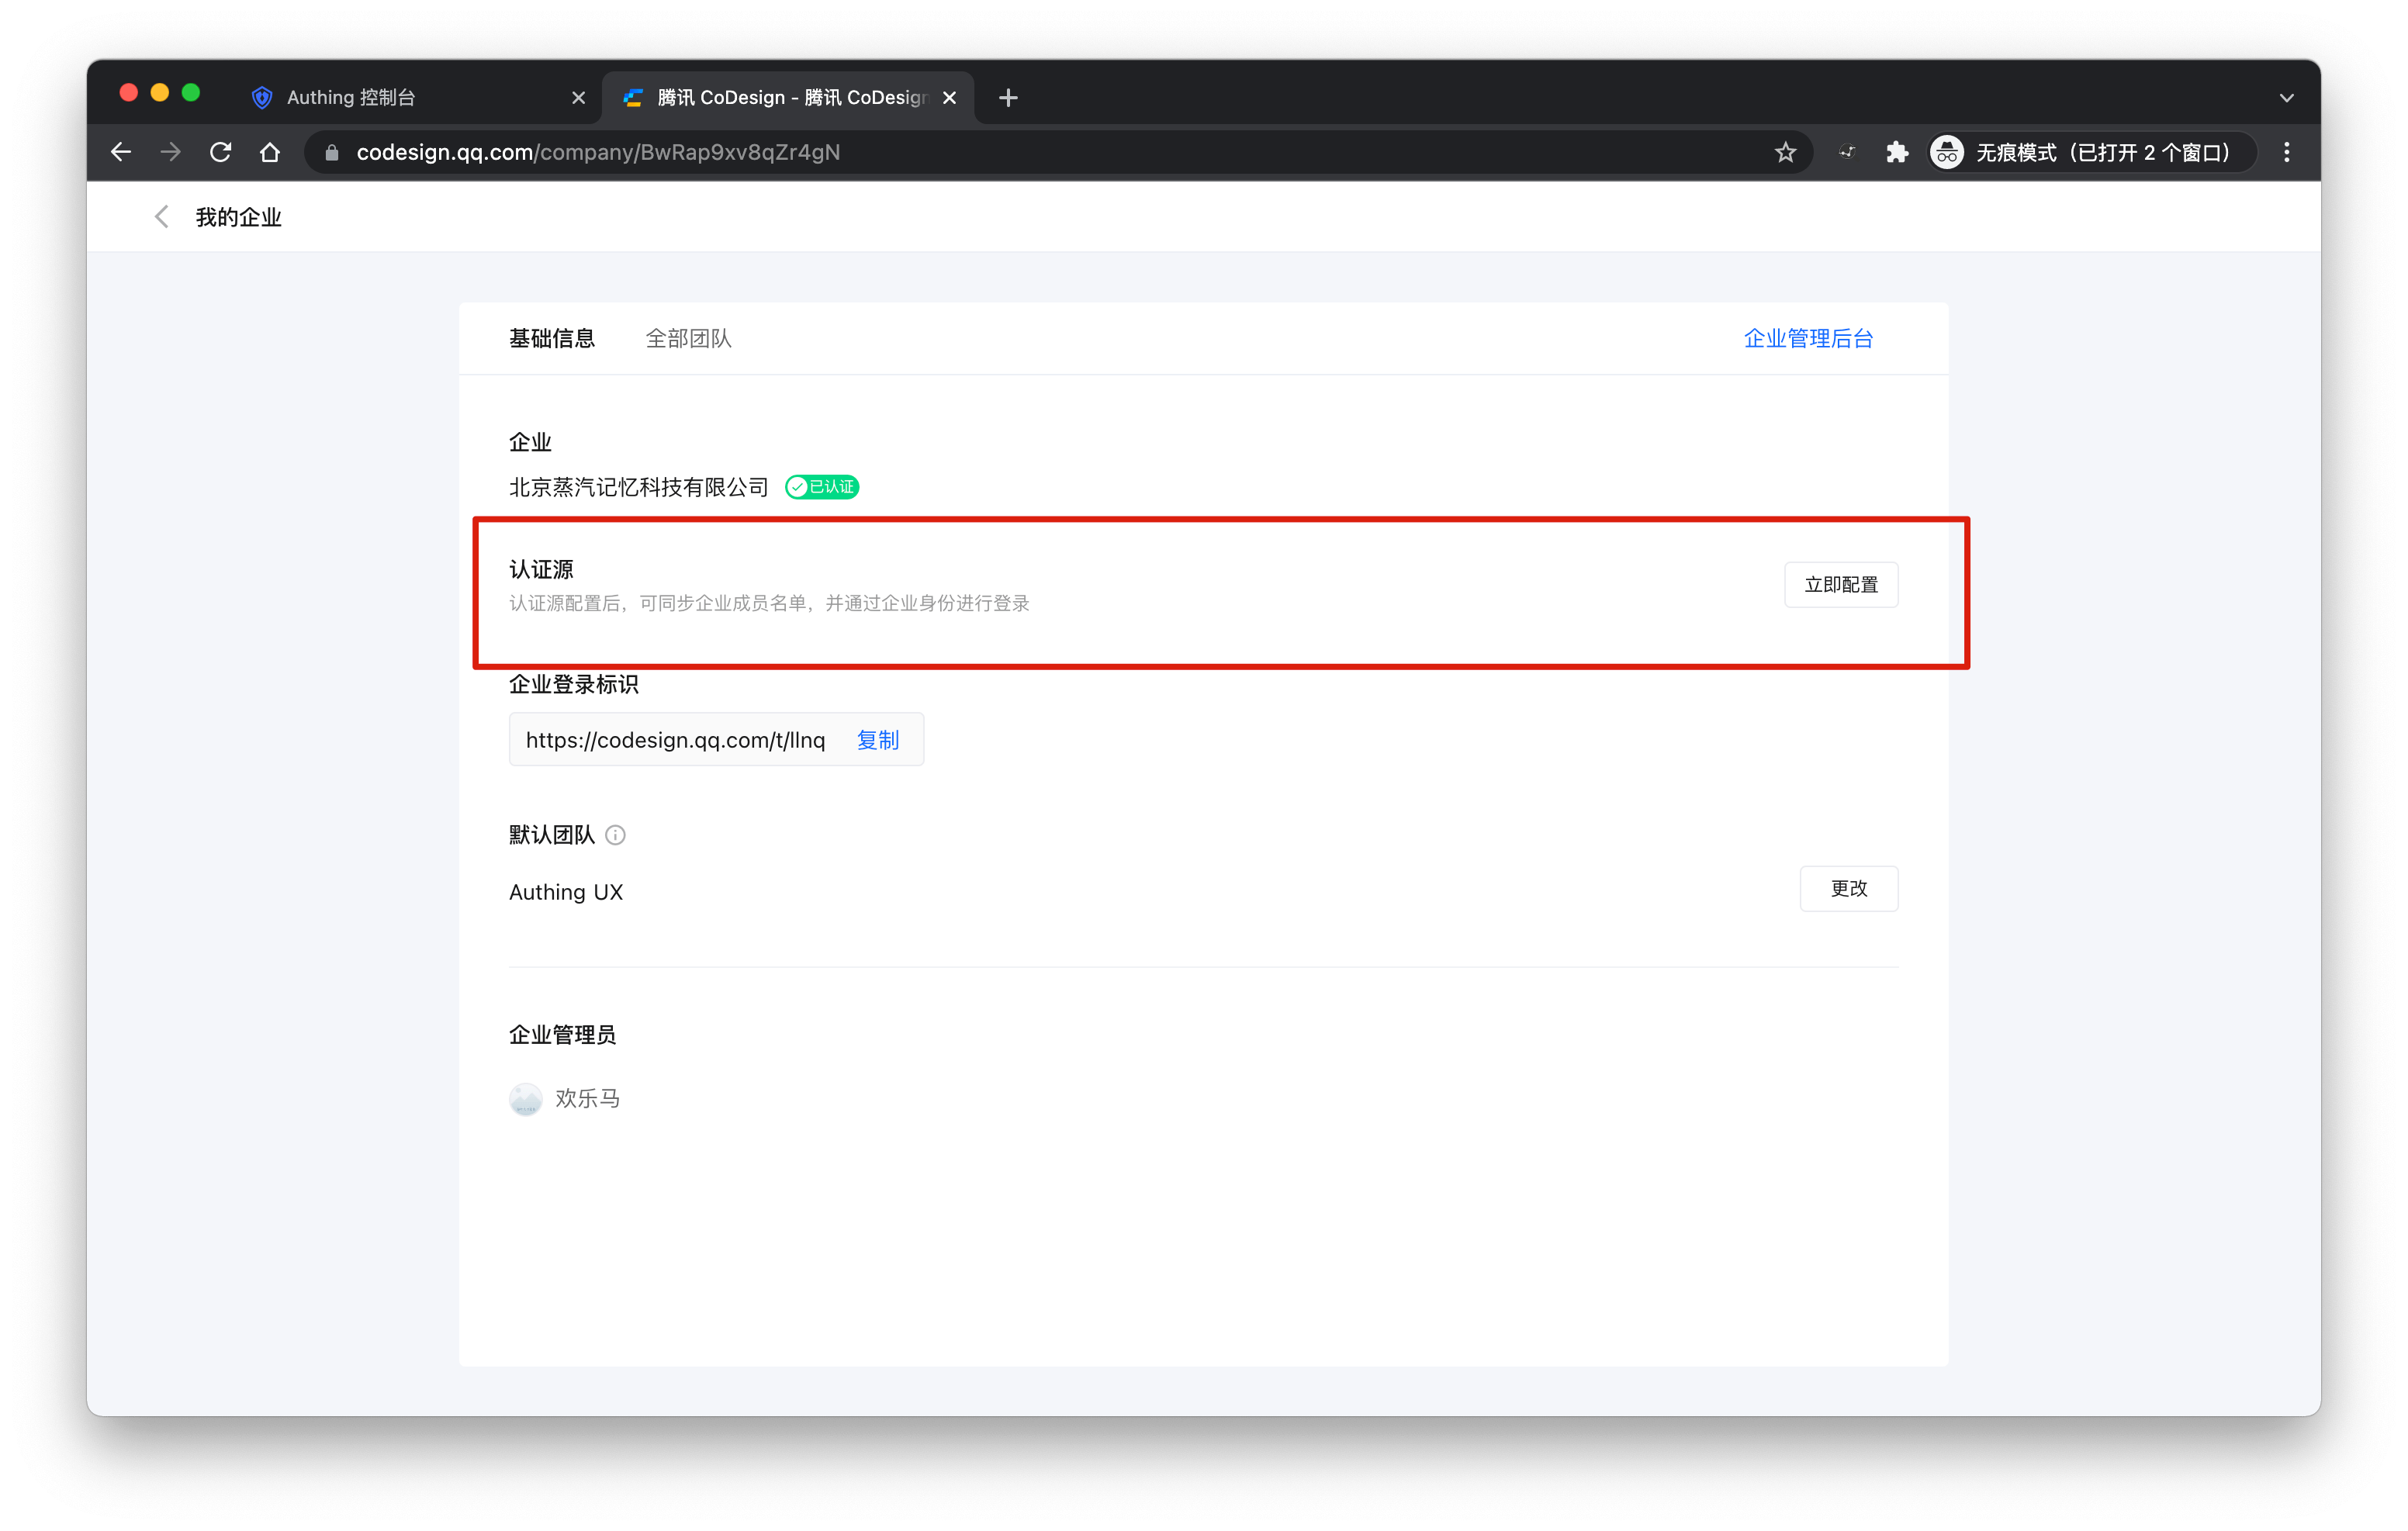 Authing 控制台
腾讯 CoDesign - 腾讯 CoDesign
codesign.qq.com/company/BwRap9xv8qZr4gN
无痕模式（已打开 2 个窗口）
我的企业
基础信息
全部团队
企业管理后台
企业
北京蒸汽记忆科技有限公司
已认证
认证源
认证源配置后，可同步企业成员名单，并通过企业身份进行登录
立即配置
企业登录标识
https://codesign.qq.com/t/llnq
复制
默认团队
Authing UX
更改
企业管理员
欢乐马